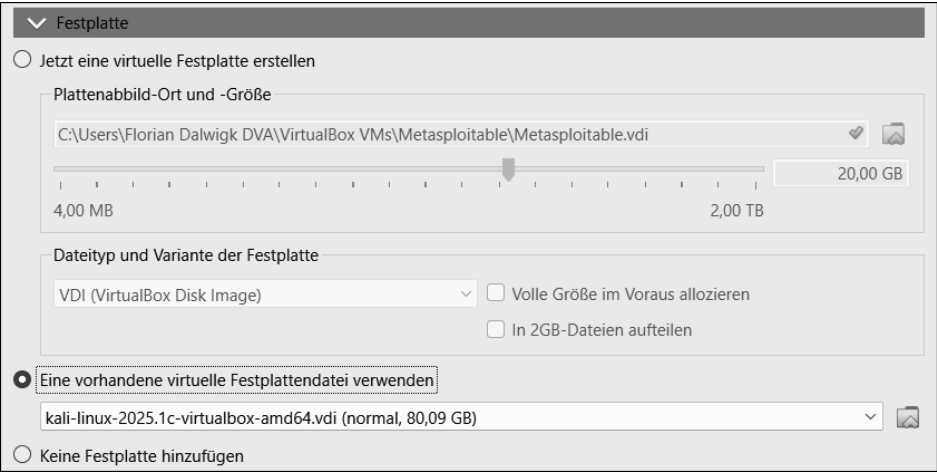 Festplatte
Jetzt eine virtuelle Festplatte erstellen
Plattenabbild-Ort und -Größe
C:\Users\Florian Dalwigk DVA\VirtualBox VMs\Metasploitable\Metasploitable.vdi
20,00 GB
4,00 MB 2,00 TB
Dateityp und Variante der Festplatte
VDI (VirtualBox Disk Image) Volle Größe im Voraus allozieren
In 2GB-Dateien aufteilen
Eine vorhandene virtuelle Festplattendatei verwenden
kali-linux-2025.1c-virtualbox-amd64.vdi (normal, 80,09 GB)
Keine Festplatte hinzufügen